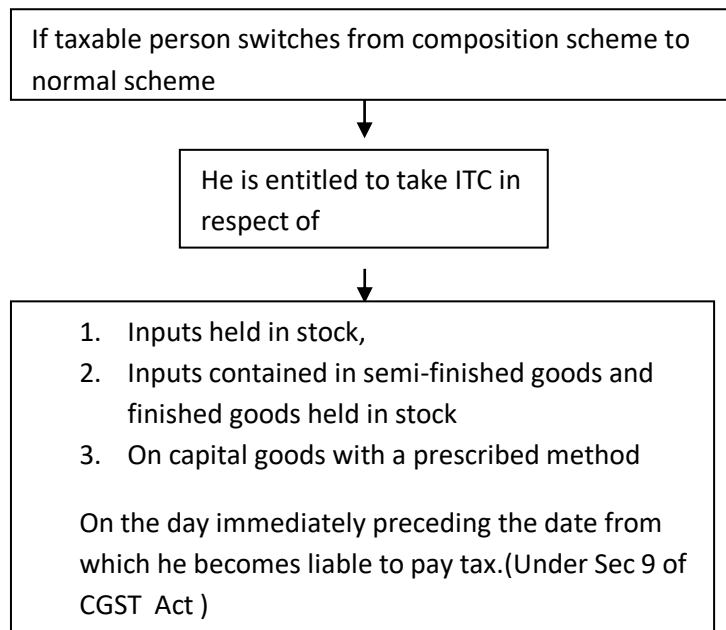 If taxable person switches from composition scheme to
normal scheme
He is entitled to take ITC in
respect of
1. Inputs held in stock,
2. Inputs contained in semi-finished goods and
finished goods held in stock
3. On capital goods with a prescribed method
On the day immediately preceding the date from
which he becomes liable to pay tax.(Under Sec 9 of
CGST Act )